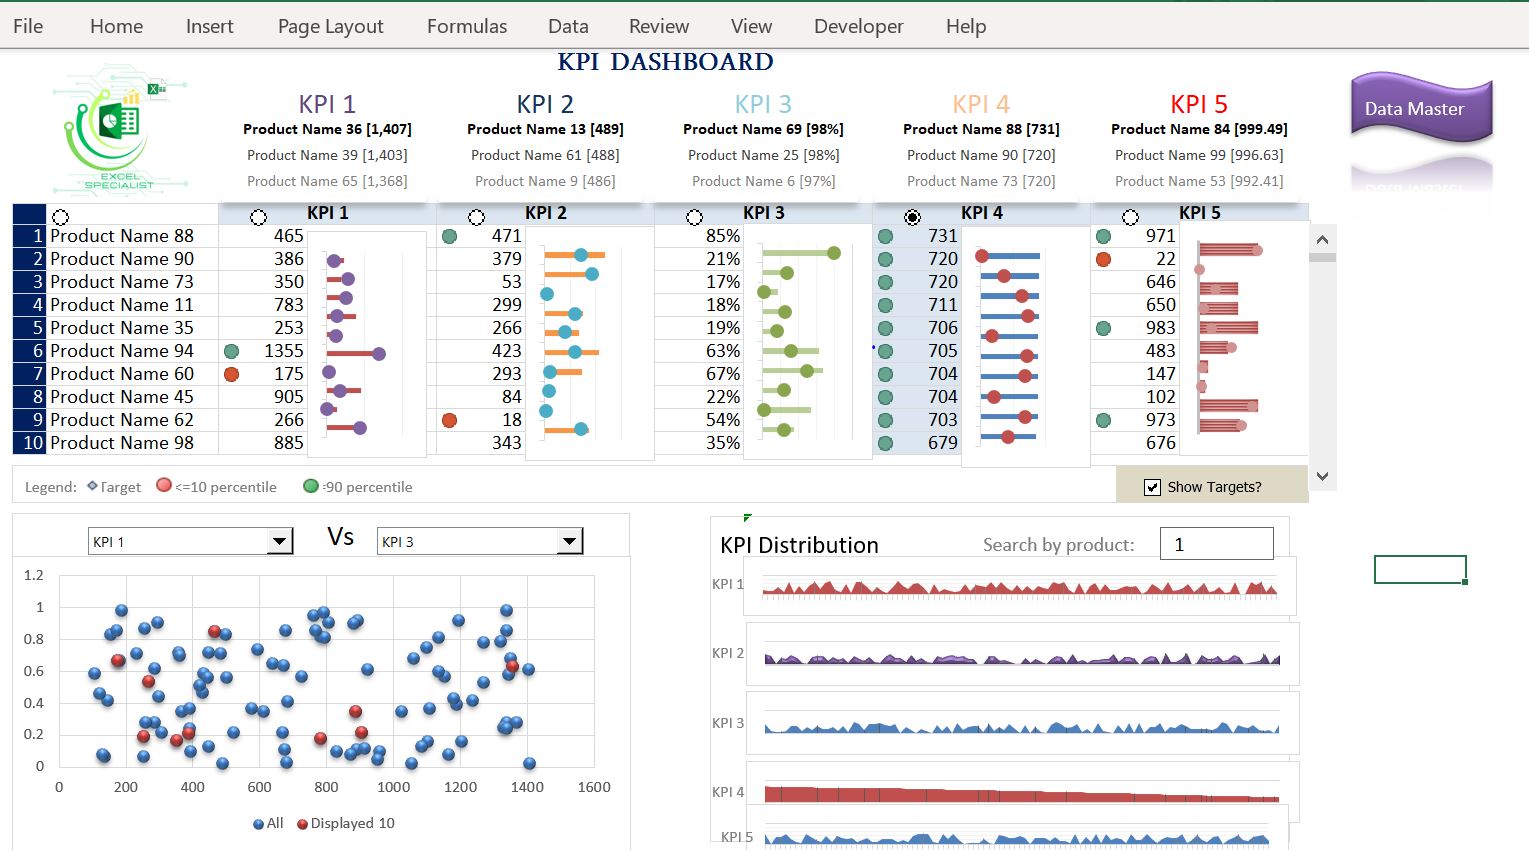 File Home Insert Page Layout Formulas Data Review View Developer Help
KPI DASHBOARD
EXCEL
SPECIALIST
KPI 1 KPI 2 KPI 3 KPI 4 KPI 5
Product Name 36 [1,407] Product Name 13 [489] Product Name 69 [98%] Product Name 88 [731] Product Name 84 [999.49]
Product Name 39 [1,403] Product Name 61 [488] Product Name 25 [98%] Product Name 90 [720] Product Name 99 [996.63]
Product Name 65 [1,368] Product Name 9 [486] Product Name 6 [97%] Product Name 73 [720] Product Name 53 [992.41]
Data Master
KPI 1 KPI 2 KPI 3 KPI 4 KPI 5
1 Product Name 88 465 471 85% 731 971
2 Product Name 90 386 379 21% 720 22
3 Product Name 73 350 53 17% 720 646
4 Product Name 11 783 299 18% 711 650
5 Product Name 35 253 266 19% 706 983
6 Product Name 94 1355 423 63% 705 483
7 Product Name 60 175 293 67% 704 147
8 Product Name 45 905 84 22% 704 102
9 Product Name 62 266 18 54% 703 973
10 Product Name 98 885 343 35% 679 676
Legend: Target <=10 percentile 90 percentile
Show Targets?
KPI 1 Vs KPI 3
1.2
1
0.8
0.6
0.4
0.2
0
0 200 400 600 800 1000 1200 1400 1600
All Displayed 10
KPI Distribution Search by product: 1
KPI 1
KPI 2
KPI 3
KPI 4
KPI 5